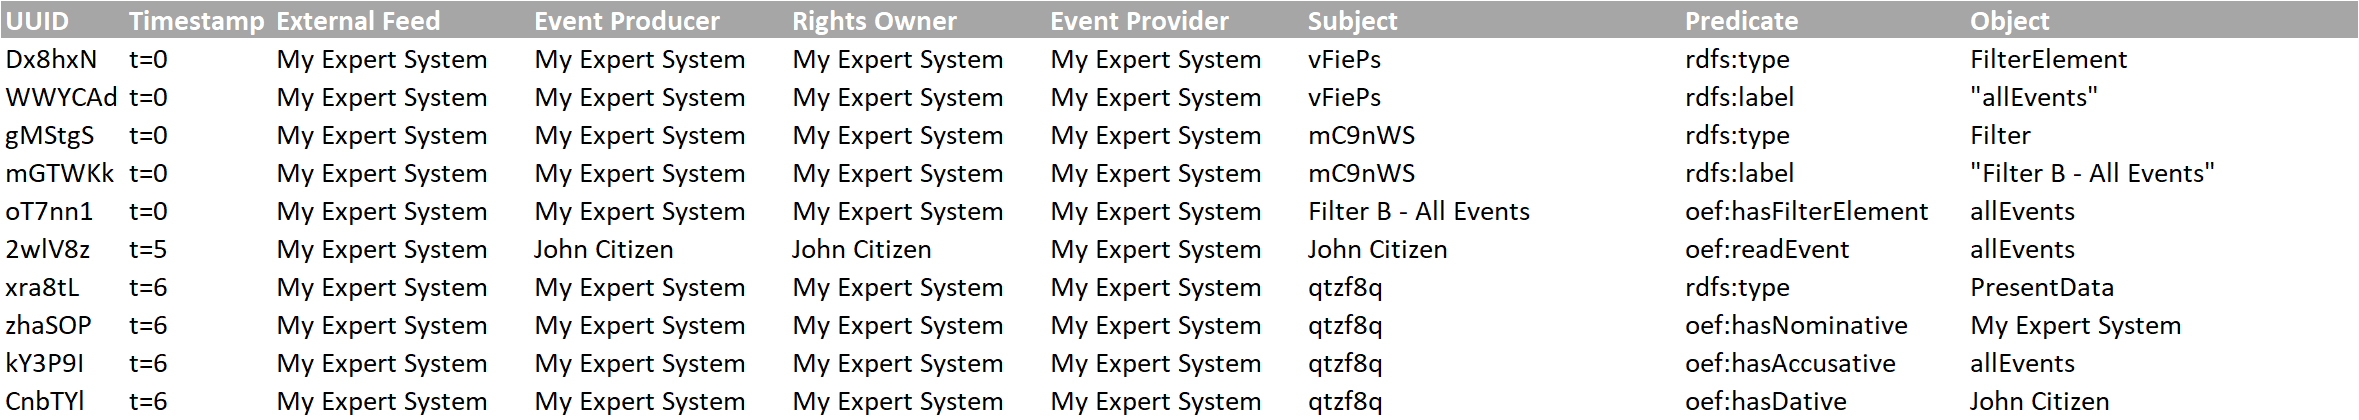 UUID Timestamp External Feed Event Producer Rights Owner Event Provider Subject Predicate Object
Dx8hxN t=0 My Expert System My Expert System My Expert System My Expert System vFiePs rdfs:type FilterElement
WWYCAd t=0 My Expert System My Expert System My Expert System My Expert System vFiePs rdfs:label "allEvents"
gMStgS t=0 My Expert System My Expert System My Expert System My Expert System mC9nWS rdfs:type Filter
mGTWKk t=0 My Expert System My Expert System My Expert System My Expert System mC9nWS rdfs:label "Filter B - All Events"
oT7nn1 t=0 My Expert System My Expert System My Expert System My Expert System Filter B - All Events oef:hasFilterElement allEvents
2wlV8z t=5 My Expert System John Citizen John Citizen My Expert System John Citizen oef:readEvent allEvents
xra8tL t=6 My Expert System My Expert System My Expert System My Expert System qtzf8q rdfs:type PresentData
zhaSOP t=6 My Expert System My Expert System My Expert System My Expert System qtzf8q oef:hasNominative My Expert System
kY3P9I t=6 My Expert System My Expert System My Expert System My Expert System qtzf8q oef:hasAccusative allEvents
CnbTYl t=6 My Expert System My Expert System My Expert System My Expert System qtzf8q oef:hasDative John Citizen